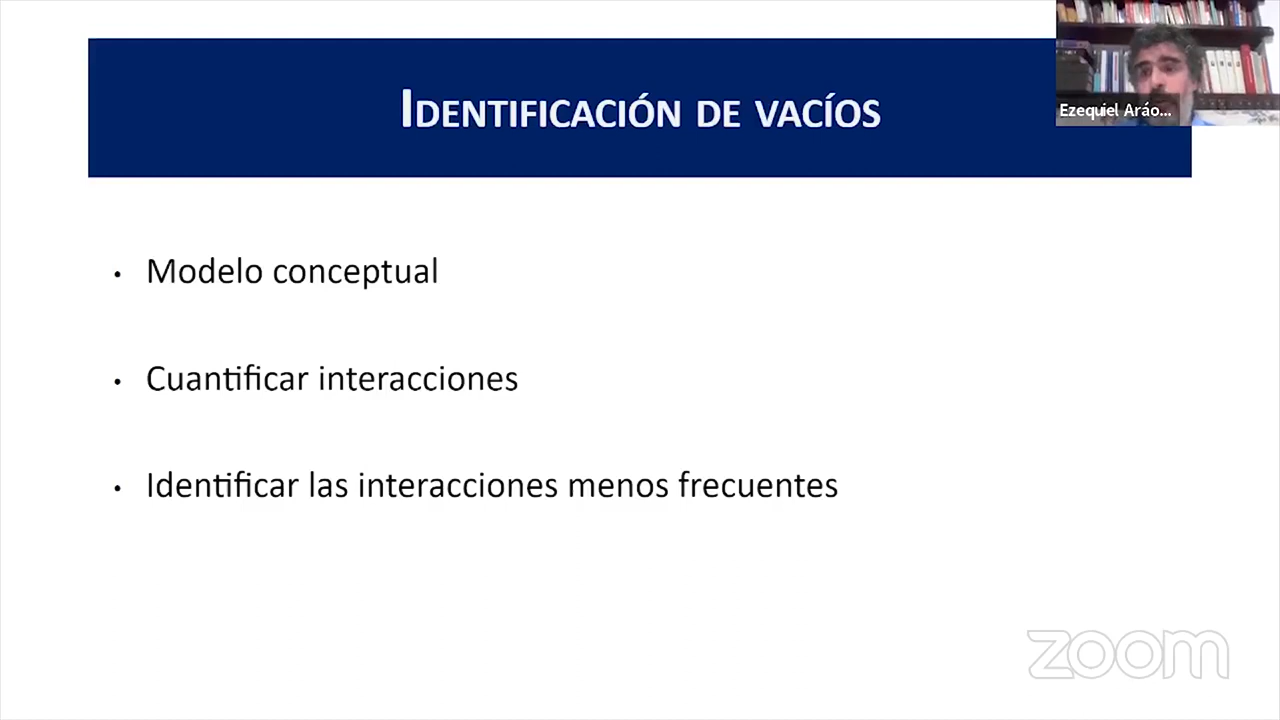 IDENTIFICACIÓN DE VACÍOS
Ezequiel Aráo...
• Modelo conceptual
• Cuantificar interacciones
• Identificar las interacciones menos frecuentes
zoom